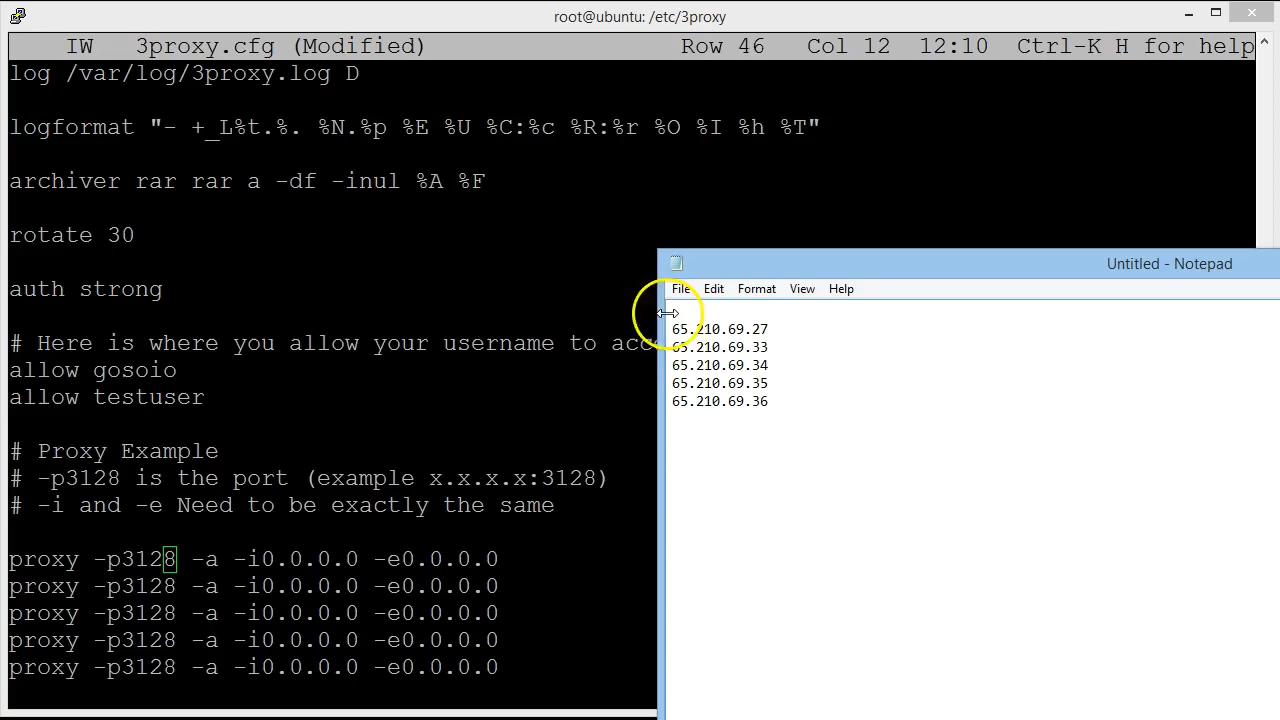 root@ubuntu: /etc/3proxy
IW 3proxy.cfg (Modified) Row 46 Col 12 12:10 Ctrl-K H for help
log /var/log/3proxy.log D
logformat "- +_L%t.%. %N.%p %E %U %C:%c %R:%r %O %I %h %T"
archiver rar rar a -df -inul %A %F
rotate 30
auth strong
# Here is where you allow your username to
allow gosoio
allow testuser
# Proxy Example
# -p3128 is the port (example x.x.x.x:3128)
# -i and -e Need to be exactly the same
proxy -p3128 -a -i0.0.0.0 -e0.0.0.0
proxy -p3128 -a -i0.0.0.0 -e0.0.0.0
proxy -p3128 -a -i0.0.0.0 -e0.0.0.0
proxy -p3128 -a -i0.0.0.0 -e0.0.0.0
proxy -p3128 -a -i0.0.0.0 -e0.0.0.0
Untitled - Notepad
File Edit Format View Help
65.210.69.27
65.210.69.33
65.210.69.34
65.210.69.35
65.210.69.36